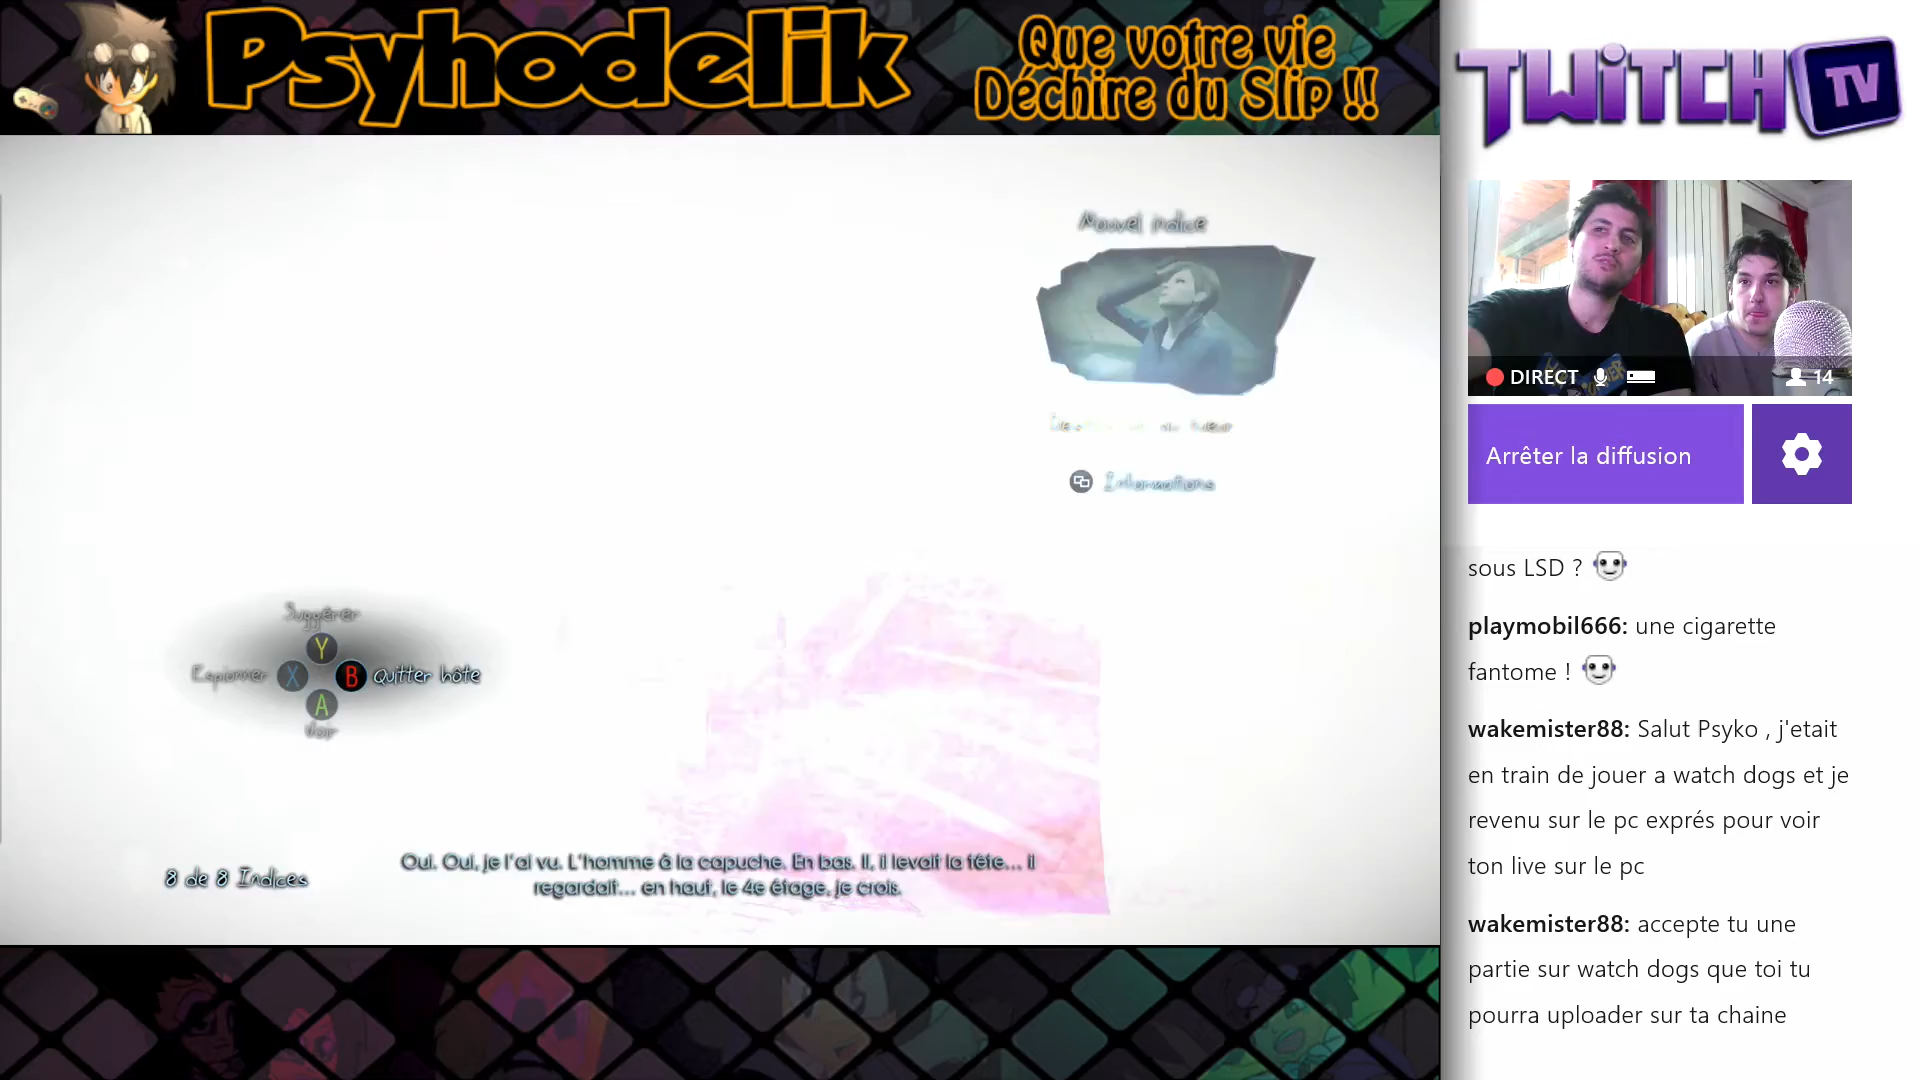 Psyhodelik
Que votre vie
Déchire du Slip !!
TWiTCH
TV
Nouvel indice
tueur
Informations
Suggérer
Y
Espionner X B Quitter hôte
A
Voir
8 de 8 Indices
Oui. Oui, je l'ai vu. L'homme à la capuche. En bas. Il, il levait la tête... il
regardait... en haut, le 4e étage, je crois.
DIRECT
14
Arrêter la diffusion
sous LSD ?
playmobil666: une cigarette
fantome !
wakemister88: Salut Psyko , j'etait
en train de jouer a watch dogs et je
revenu sur le pc exprés pour voir
ton live sur le pc
wakemister88: accepte tu une
partie sur watch dogs que toi tu
pourra uploader sur ta chaine